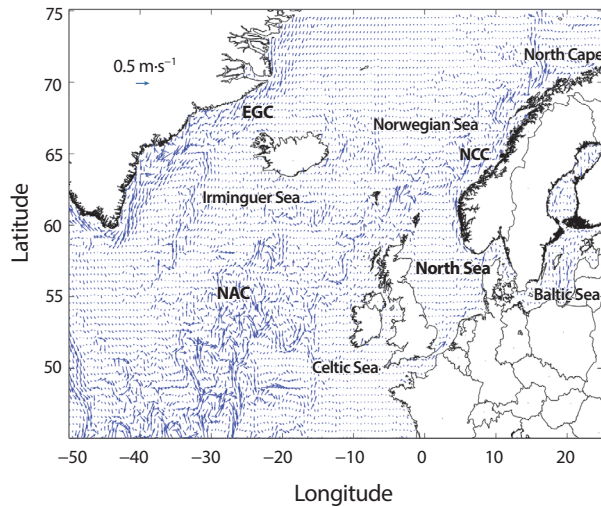 75
70
65
60
55
50
Latitude
0.5 m·s⁻¹
North Cape
EGC
Norwegian Sea
NCC
Irminguer Sea
North Sea
NAC
Baltic Sea
Celtic Sea
−50 −40 −30 −20 −10 0 10 20
Longitude